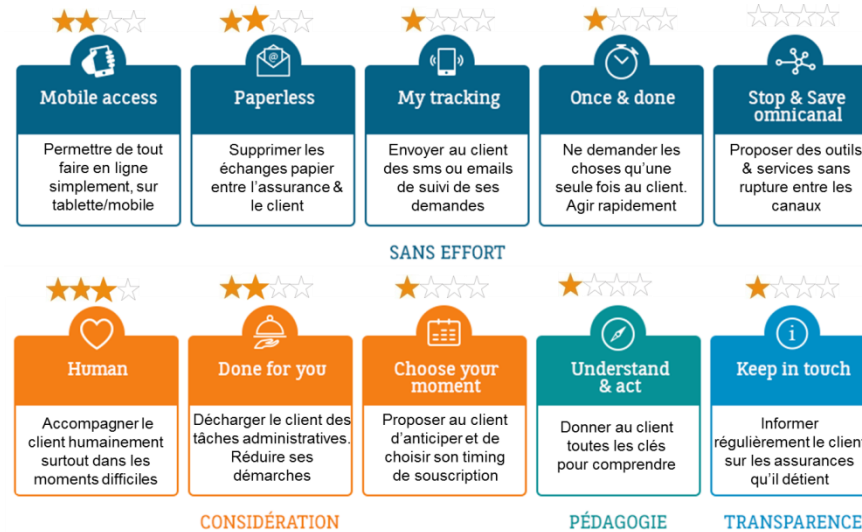 Mobile access
Permettre de tout
faire en ligne
simplement, sur
tablette/mobile
Paperless
Supprimer les
échanges papier
entre l'assurance &
le client
My tracking
Envoyer au client
des sms ou emails
de suivi de ses
demandes
Once & done
Ne demander les
choses qu'une
seule fois au client.
Agir rapidement
Stop & Save
omnicanal
Proposer des outils
& services sans
rupture entre les
canaux
SANS EFFORT
Human
Accompagner le
client humainement
surtout dans les
moments difficiles
Done for you
Décharger le client des
tâches administratives.
Réduire ses
démarches
Choose your
moment
Proposer au client
d'anticiper et de
choisir son timing
de souscription
Understand
& act
Donner au client
toutes les clés
pour comprendre
i
Keep in touch
Informer
régulièrement le client
sur les assurances
qu'il détient
CONSIDÉRATION
PÉDAGOGIE
TRANSPARENCE